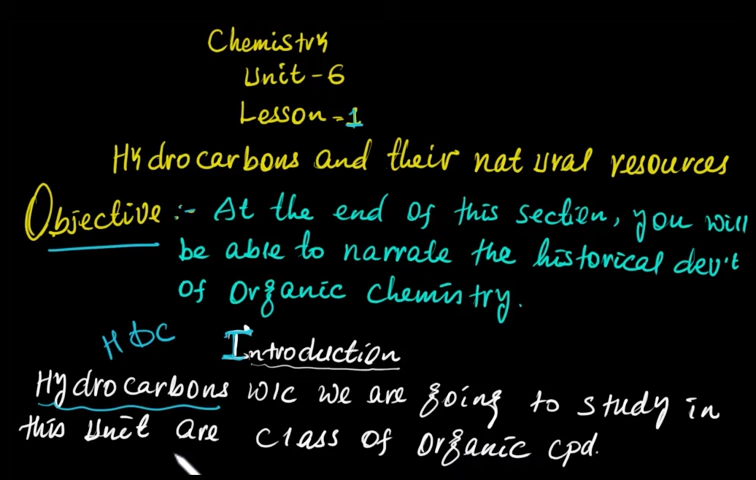 Chemistry
Unit - 6
Lesson - 1
Hydrocarbons and their natural resources
Objective :- At the end of this section, you will
be able to narrate the historical dev't
of Organic Chemistry.
H & C
Introduction
Hydrocarbons w/c we are going to study in
this Unit are class of Organic cpd.